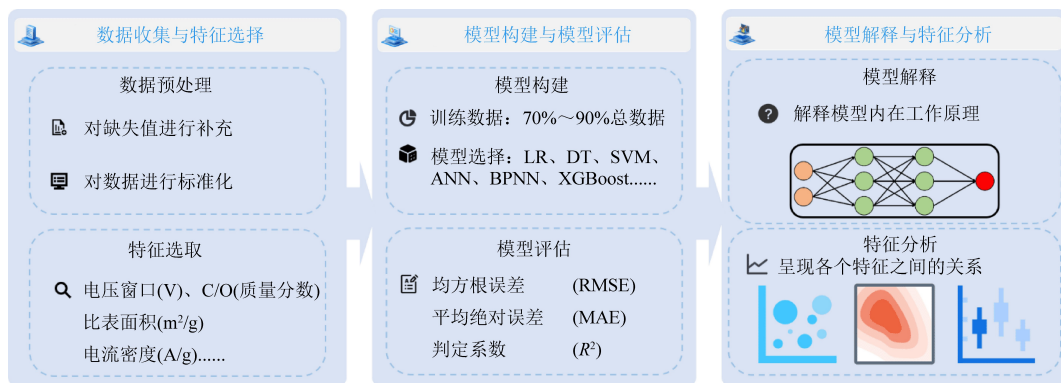 数据收集与特征选择
数据预处理
对缺失值进行补充
对数据进行标准化
特征选取
电压窗口(V)、C/O(质量分数)
比表面积(m²/g)
电流密度(A/g)......
模型构建与模型评估
模型构建
训练数据：70%～90%总数据
模型选择：LR、DT、SVM、
ANN、BPNN、XGBoost......
模型评估
均方根误差 (RMSE)
平均绝对误差 (MAE)
判定系数 (R²)
模型解释与特征分析
模型解释
解释模型内在工作原理
特征分析
呈现各个特征之间的关系